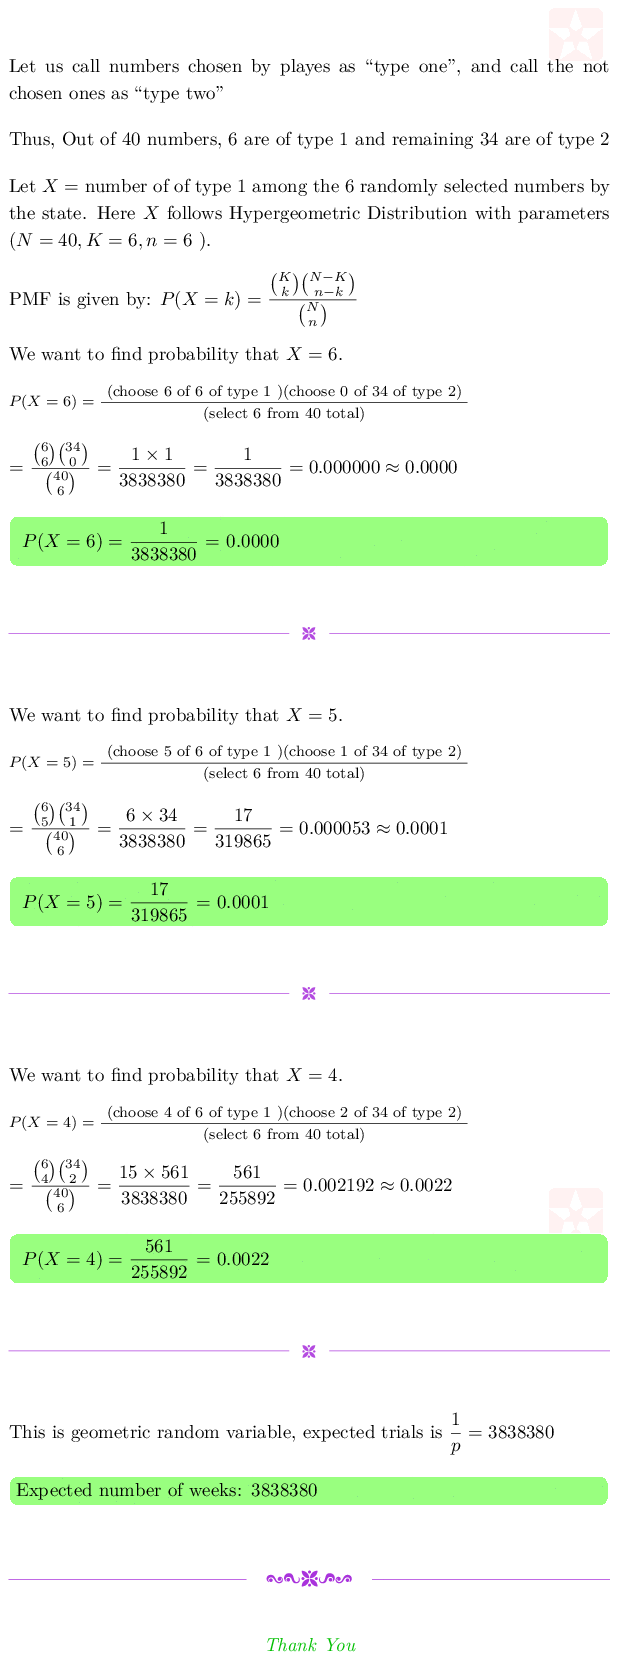 Let us call numbers chosen by playes as “type one”, and call the not
chosen ones as “type two”
Thus, Out of 40 numbers, 6 are of type 1 and remaining 34 are of type 2
Let X = number of of type 1 among the 6 randomly selected numbers by
the state. Here X follows Hypergeometric Distribution with parameters
(N = 40, K = 6, n = 6 ).
PMF is given by: P(X = k) = \frac{\binom{K}{k}\binom{N-K}{n-k}}{\binom{N}{n}}
We want to find probability that X = 6.
P(X = 6) = \frac{(choose 6 of 6 of type 1 )(choose 0 of 34 of type 2)}{(select 6 from 40 total)}
= \frac{\binom{6}{6}\binom{34}{0}}{\binom{40}{6}} = \frac{1 × 1}{3838380} = \frac{1}{3838380} = 0.000000 ≈ 0.0000
P(X = 6) = \frac{1}{3838380} = 0.0000
We want to find probability that X = 5.
P(X = 5) = \frac{(choose 5 of 6 of type 1 )(choose 1 of 34 of type 2)}{(select 6 from 40 total)}
= \frac{\binom{6}{5}\binom{34}{1}}{\binom{40}{6}} = \frac{6 × 34}{3838380} = \frac{17}{319865} = 0.000053 ≈ 0.0001
P(X = 5) = \frac{17}{319865} = 0.0001
We want to find probability that X = 4.
P(X = 4) = \frac{(choose 4 of 6 of type 1 )(choose 2 of 34 of type 2)}{(select 6 from 40 total)}
= \frac{\binom{6}{4}\binom{34}{2}}{\binom{40}{6}} = \frac{15 × 561}{3838380} = \frac{561}{255892} = 0.002192 ≈ 0.0022
P(X = 4) = \frac{561}{255892} = 0.0022
This is geometric random variable, expected trials is \frac{1}{p} = 3838380
Expected number of weeks: 3838380
Thank You